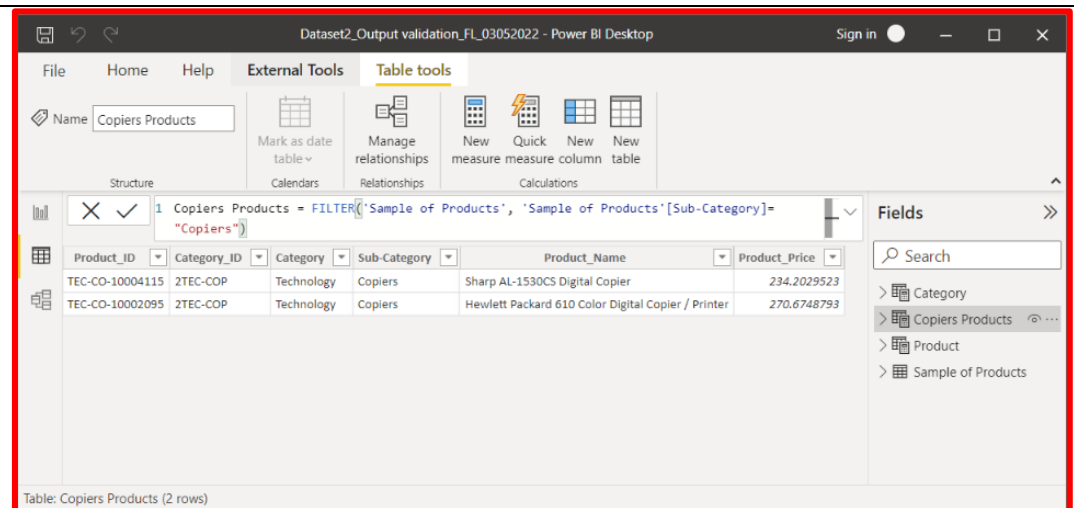 Dataset2_Output validation_FL_03052022 - Power BI Desktop
Sign in
File Home Help External Tools Table tools
Name Copiers Products
Mark as date table
Manage relationships
New measure
Quick measure
New column
New table
Structure Calendars Relationships Calculations
1 Copiers Products = FILTER('Sample of Products', 'Sample of Products'[Sub-Category]=
"Copiers")
Product_ID Category_ID Category Sub-Category Product_Name Product_Price
TEC-CO-10004115 2TEC-COP Technology Copiers Sharp AL-1530CS Digital Copier 234.2029523
TEC-CO-10002095 2TEC-COP Technology Copiers Hewlett Packard 610 Color Digital Copier / Printer 270.6748793
Fields
Search
Category
Copiers Products
Product
Sample of Products
Table: Copiers Products (2 rows)